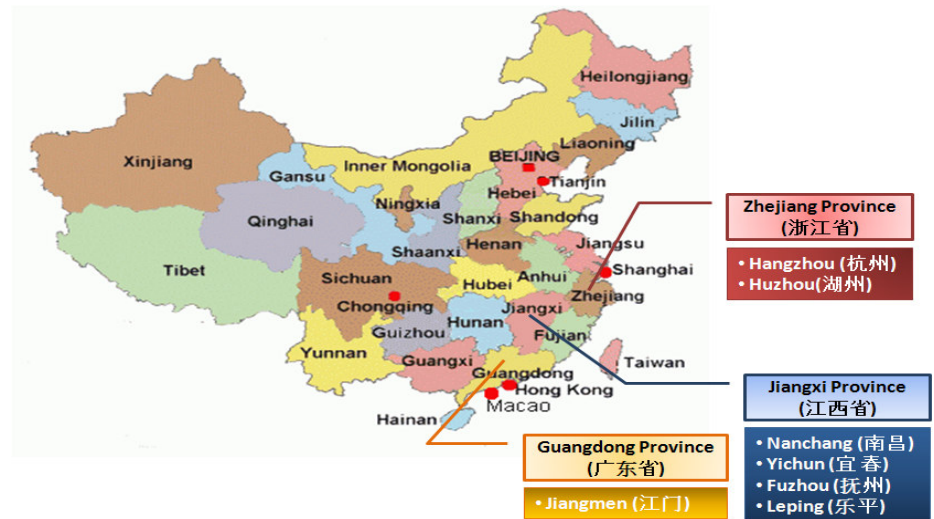 Heilongjiang
Jilin
Liaoning
Xinjiang
Inner Mongolia
BEIJING
Gansu
Tianjin
Hebei
Ningxia
Qinghai
Shanxi
Shandong
Shaanxi
Henan
Jiangsu
Tibet
Sichuan
Anhui
Shanghai
Hubei
Zhejiang
Chongqing
Jiangxi
Hunan
Guizhou
Fujian
Yunnan
Guangxi
Taiwan
Guangdong
Hong Kong
Macao
Hainan
Zhejiang Province
(浙江省)
• Hangzhou (杭州)
• Huzhou(湖州)
Jiangxi Province
(江西省)
• Nanchang (南昌)
• Yichun (宜春)
• Fuzhou (抚州)
• Leping (乐平)
Guangdong Province
(广东省)
• Jiangmen (江门)